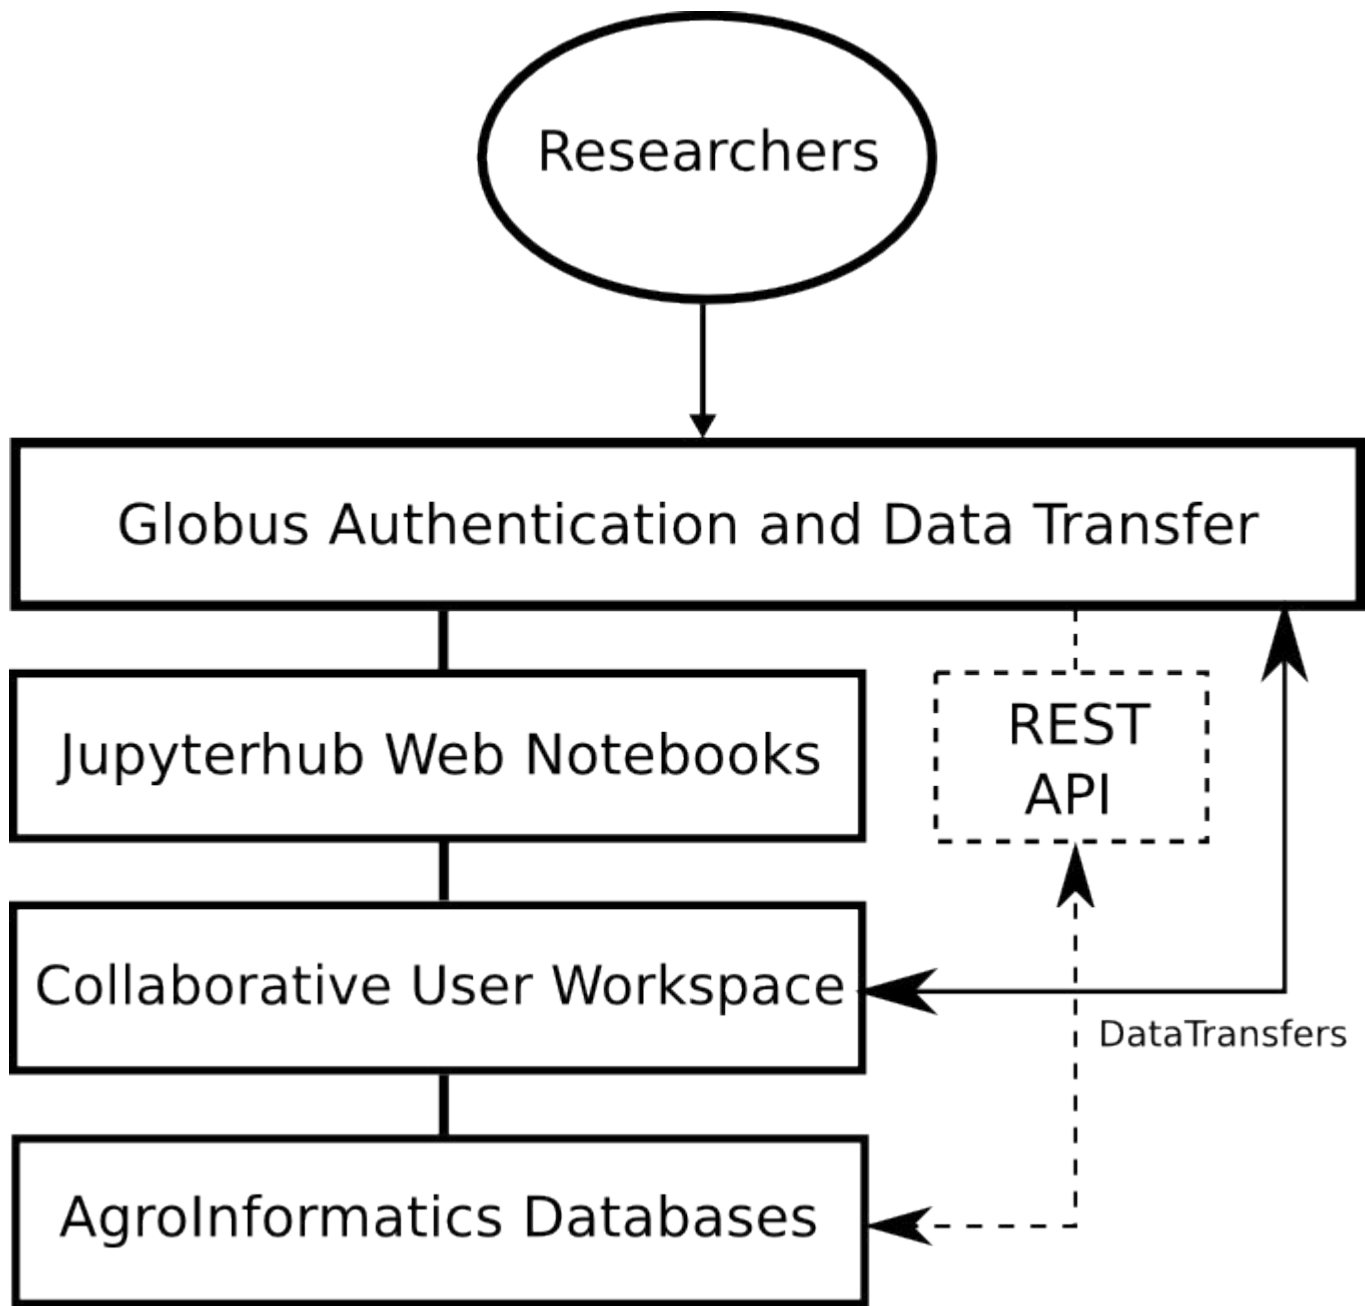 Researchers
Globus Authentication and Data Transfer
Jupyterhub Web Notebooks
REST
API
Collaborative User Workspace
DataTransfers
AgroInformatics Databases